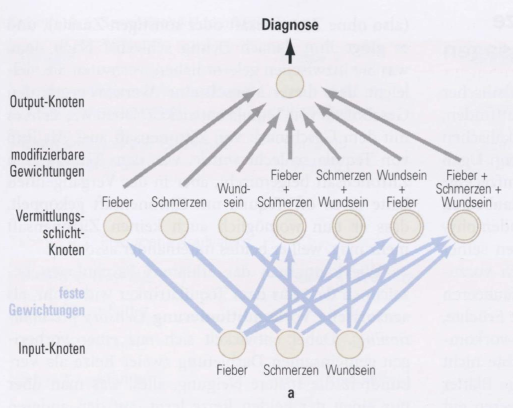 Diagnose
Output-Knoten
modifizierbare
Gewichtungen
Fieber
Schmerzen
Wund-
sein
Fieber
+
Schmerzen
Schmerzen
+
Wundsein
Wundsein
+
Fieber
Fieber +
Schmerzen +
Wundsein
Vermittlungs-
schicht-
Knoten
feste
Gewichtungen
Input-Knoten
Fieber Schmerzen Wundsein
a